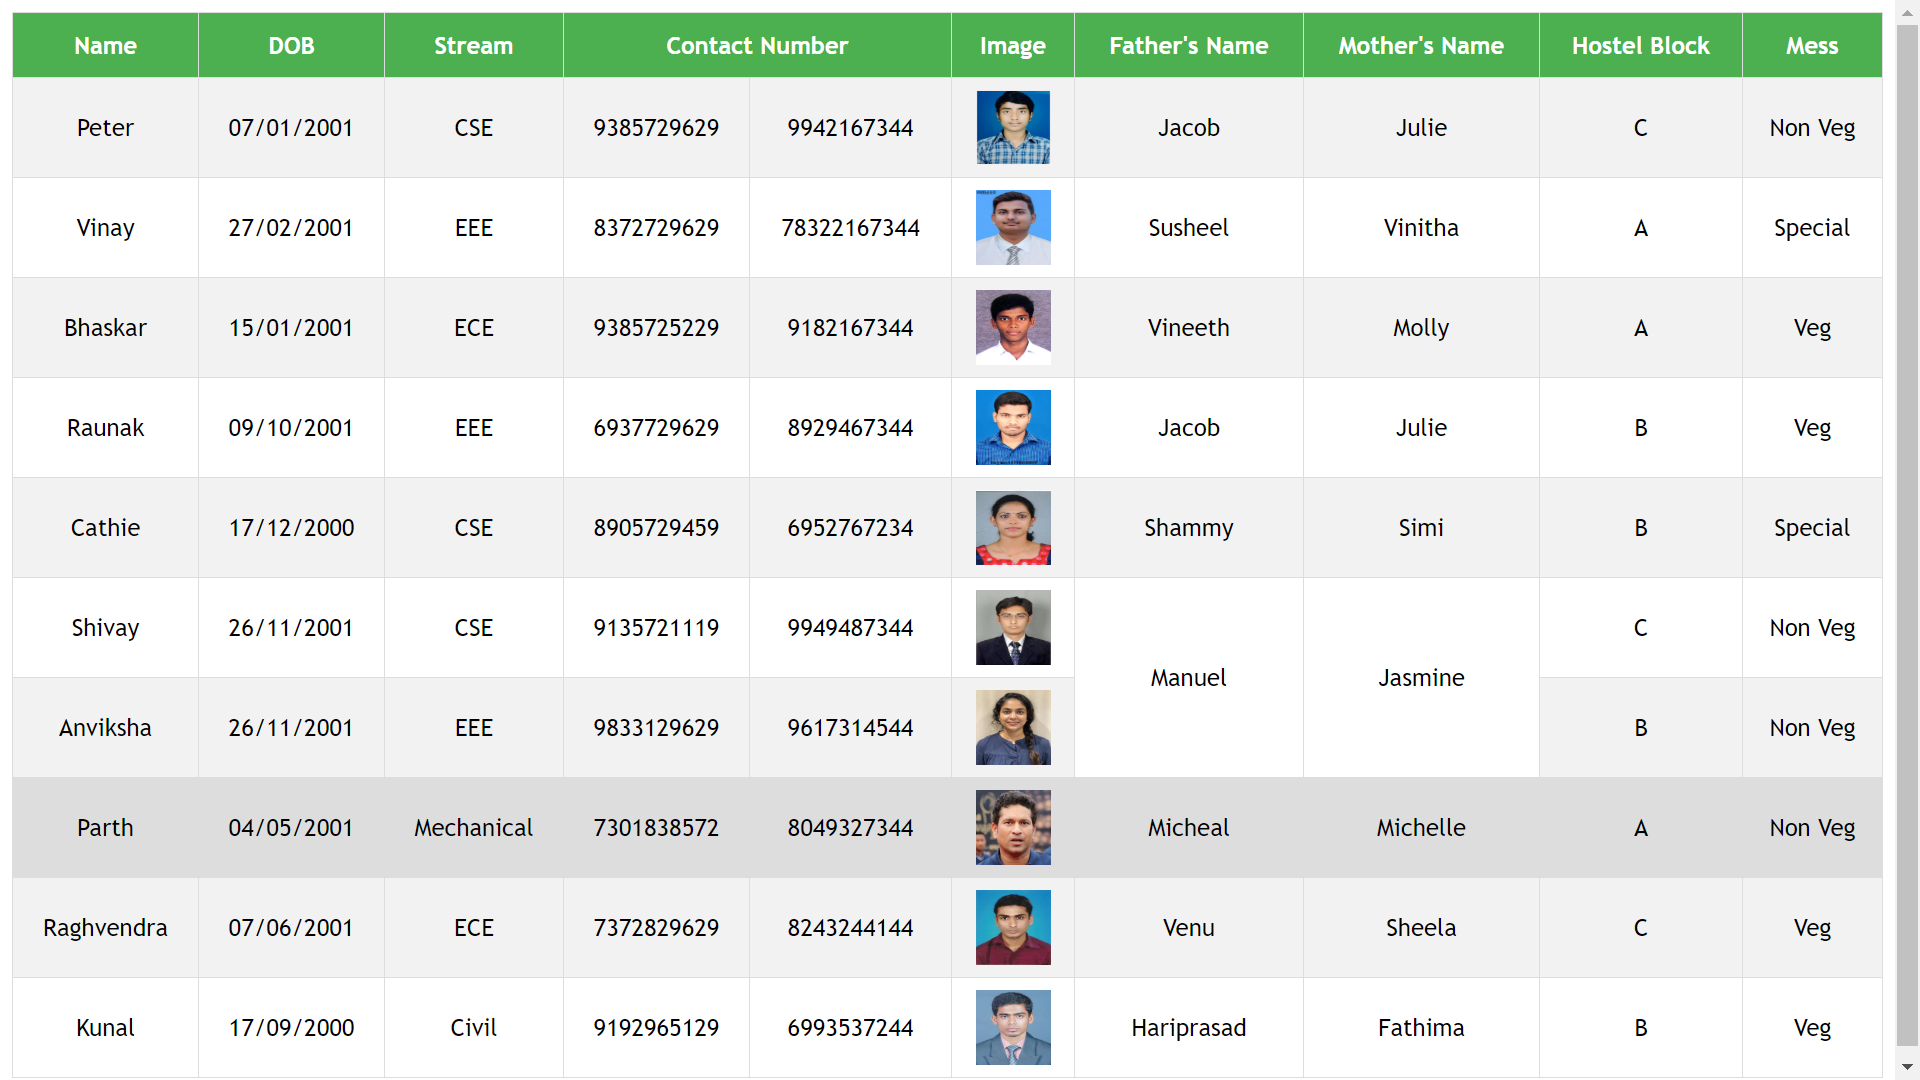 Name DOB Stream Contact Number Image Father's Name Mother's Name Hostel Block Mess
Peter 07/01/2001 CSE 9385729629 9942167344 Jacob Julie C Non Veg
Vinay 27/02/2001 EEE 8372729629 78322167344 Susheel Vinitha A Special
Bhaskar 15/01/2001 ECE 9385725229 9182167344 Vineeth Molly A Veg
Raunak 09/10/2001 EEE 6937729629 8929467344 Jacob Julie B Veg
Cathie 17/12/2000 CSE 8905729459 6952767234 Shammy Simi B Special
Shivay 26/11/2001 CSE 9135721119 9949487344 Manuel Jasmine C Non Veg
Anviksha 26/11/2001 EEE 9833129629 9617314544 B Non Veg
Parth 04/05/2001 Mechanical 7301838572 8049327344 Micheal Michelle A Non Veg
Raghvendra 07/06/2001 ECE 7372829629 8243244144 Venu Sheela C Veg
Kunal 17/09/2000 Civil 9192965129 6993537244 Hariprasad Fathima B Veg